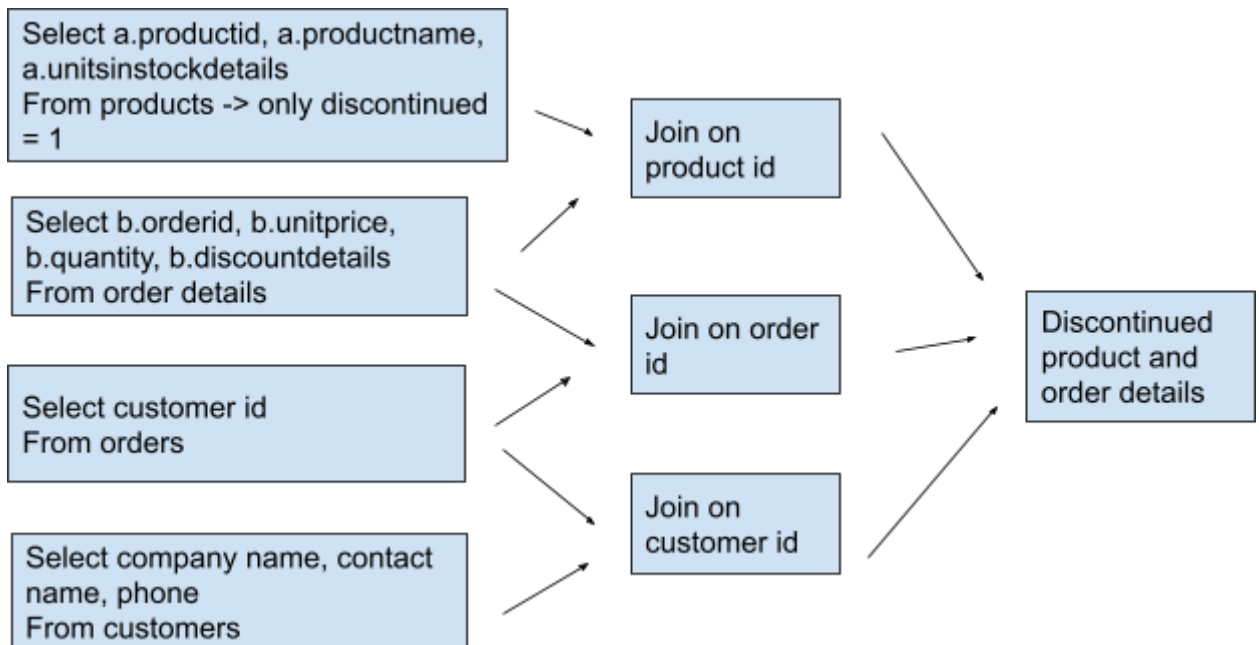 Select a.productid, a.productname,
a.unitsinstockdetails
From products -> only discontinued
= 1
Select b.orderid, b.unitprice,
b.quantity, b.discountdetails
From order details
Select customer id
From orders
Select company name, contact
name, phone
From customers
Join on
product id
Join on order
id
Join on
customer id
Discontinued
product and
order details